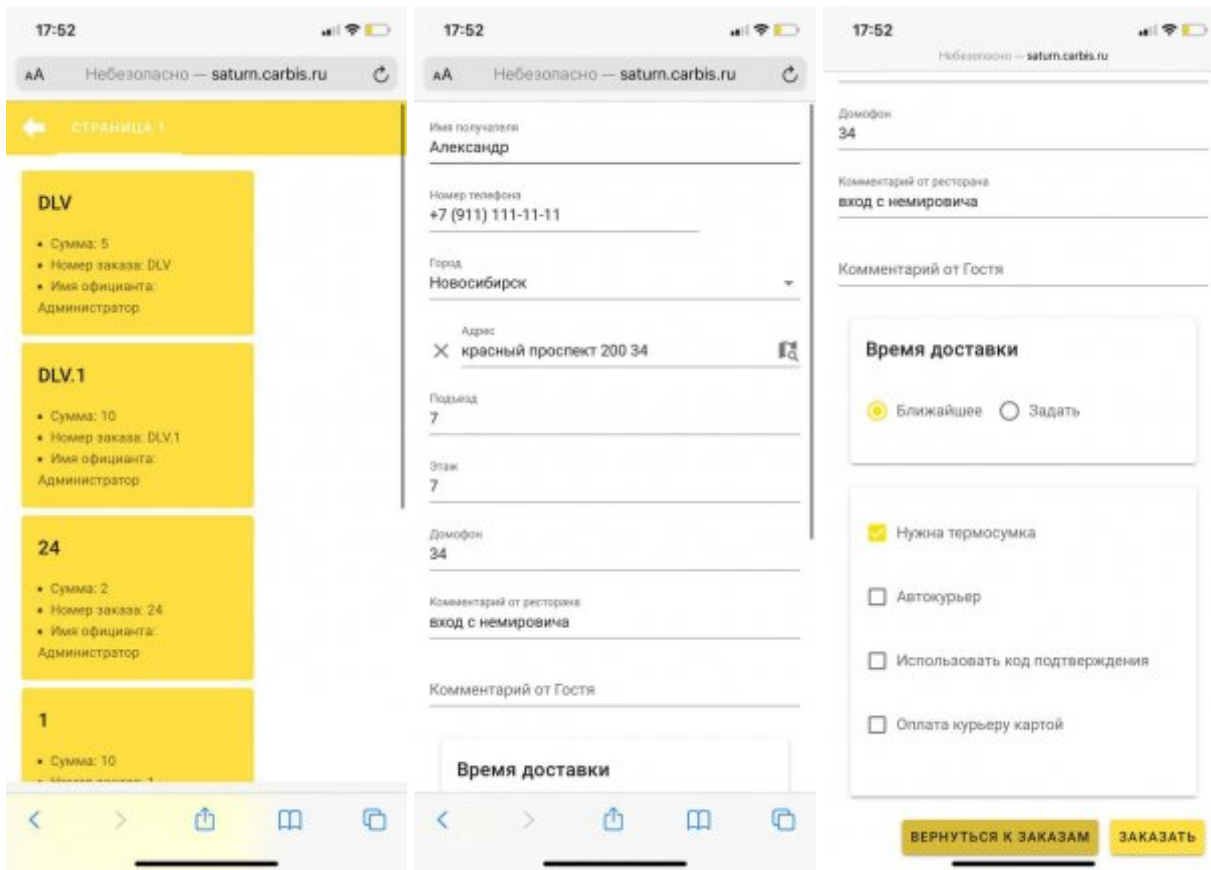 17:52
AA Небезопасно — saturn.carbis.ru
СТРАНИЦА 1
DLV
• Сумма: 5
• Номер заказа: DLV
• Имя официанта:
Администратор
DLV.1
• Сумма: 10
• Номер заказа: DLV.1
• Имя официанта:
Администратор
24
• Сумма: 2
• Номер заказа: 24
• Имя официанта:
Администратор
1
• Сумма: 10
• Номер заказа: 1
17:52
AA Небезопасно — saturn.carbis.ru
Имя получателя
Александр
Номер телефона
+7 (911) 111-11-11
Город
Новосибирск
Адрес
красный проспект 200 34
Подъезд
7
Этаж
7
Домофон
34
Комментарий от ресторана
вход с немировича
Комментарий от Гостя
Время доставки
17:52
Небезопасно — saturn.carbis.ru
Домофон
34
Комментарий от ресторана
вход с немировича
Комментарий от Гостя
Время доставки
Ближайшее Задать
Нужна термосумка
Автокурьер
Использовать код подтверждения
Оплата курьеру картой
ВЕРНУТЬСЯ К ЗАКАЗАМ ЗАКАЗАТЬ